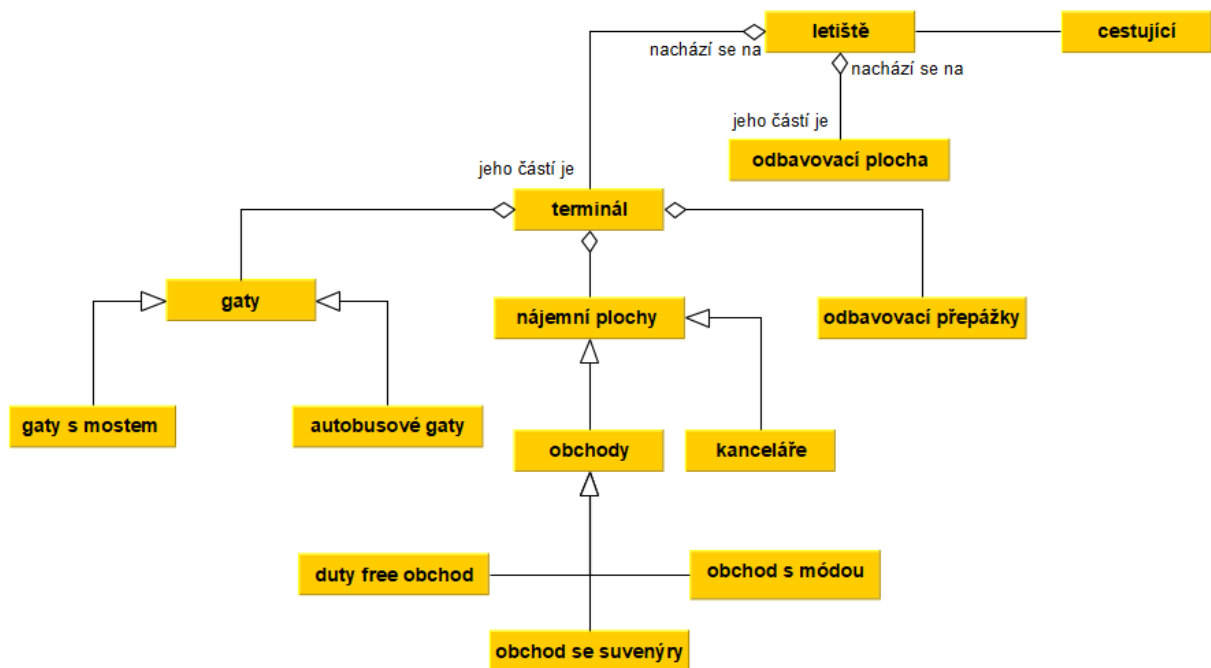 letiště
cestující
nachází se na
nachází se na
jeho částí je
odbavovací plocha
jeho částí je
terminál
gaty
nájemní plochy
odbavovací přepážky
gaty s mostem
autobusové gaty
obchody
kanceláře
duty free obchod
obchod s módou
obchod se suvenýry